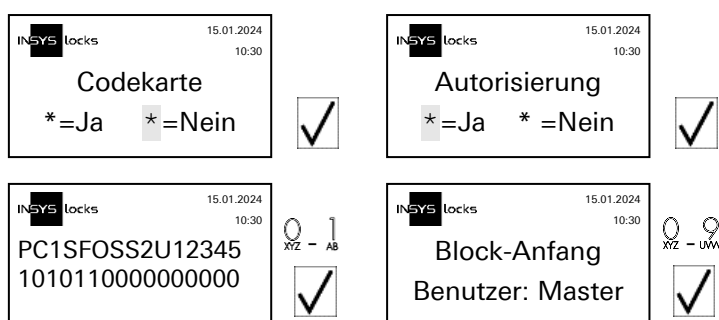 INSYS locks
15.01.2024
10:30
Codekarte
*=Ja *=Nein
INSYS locks
15.01.2024
10:30
Autorisierung
*=Ja * =Nein
INSYS locks
15.01.2024
10:30
PC1SFOSS2U12345
1010110000000000
0 - 1
XYZ AB
INSYS locks
15.01.2024
10:30
Block-Anfang
Benutzer: Master
0 - 9
XYZ UVW